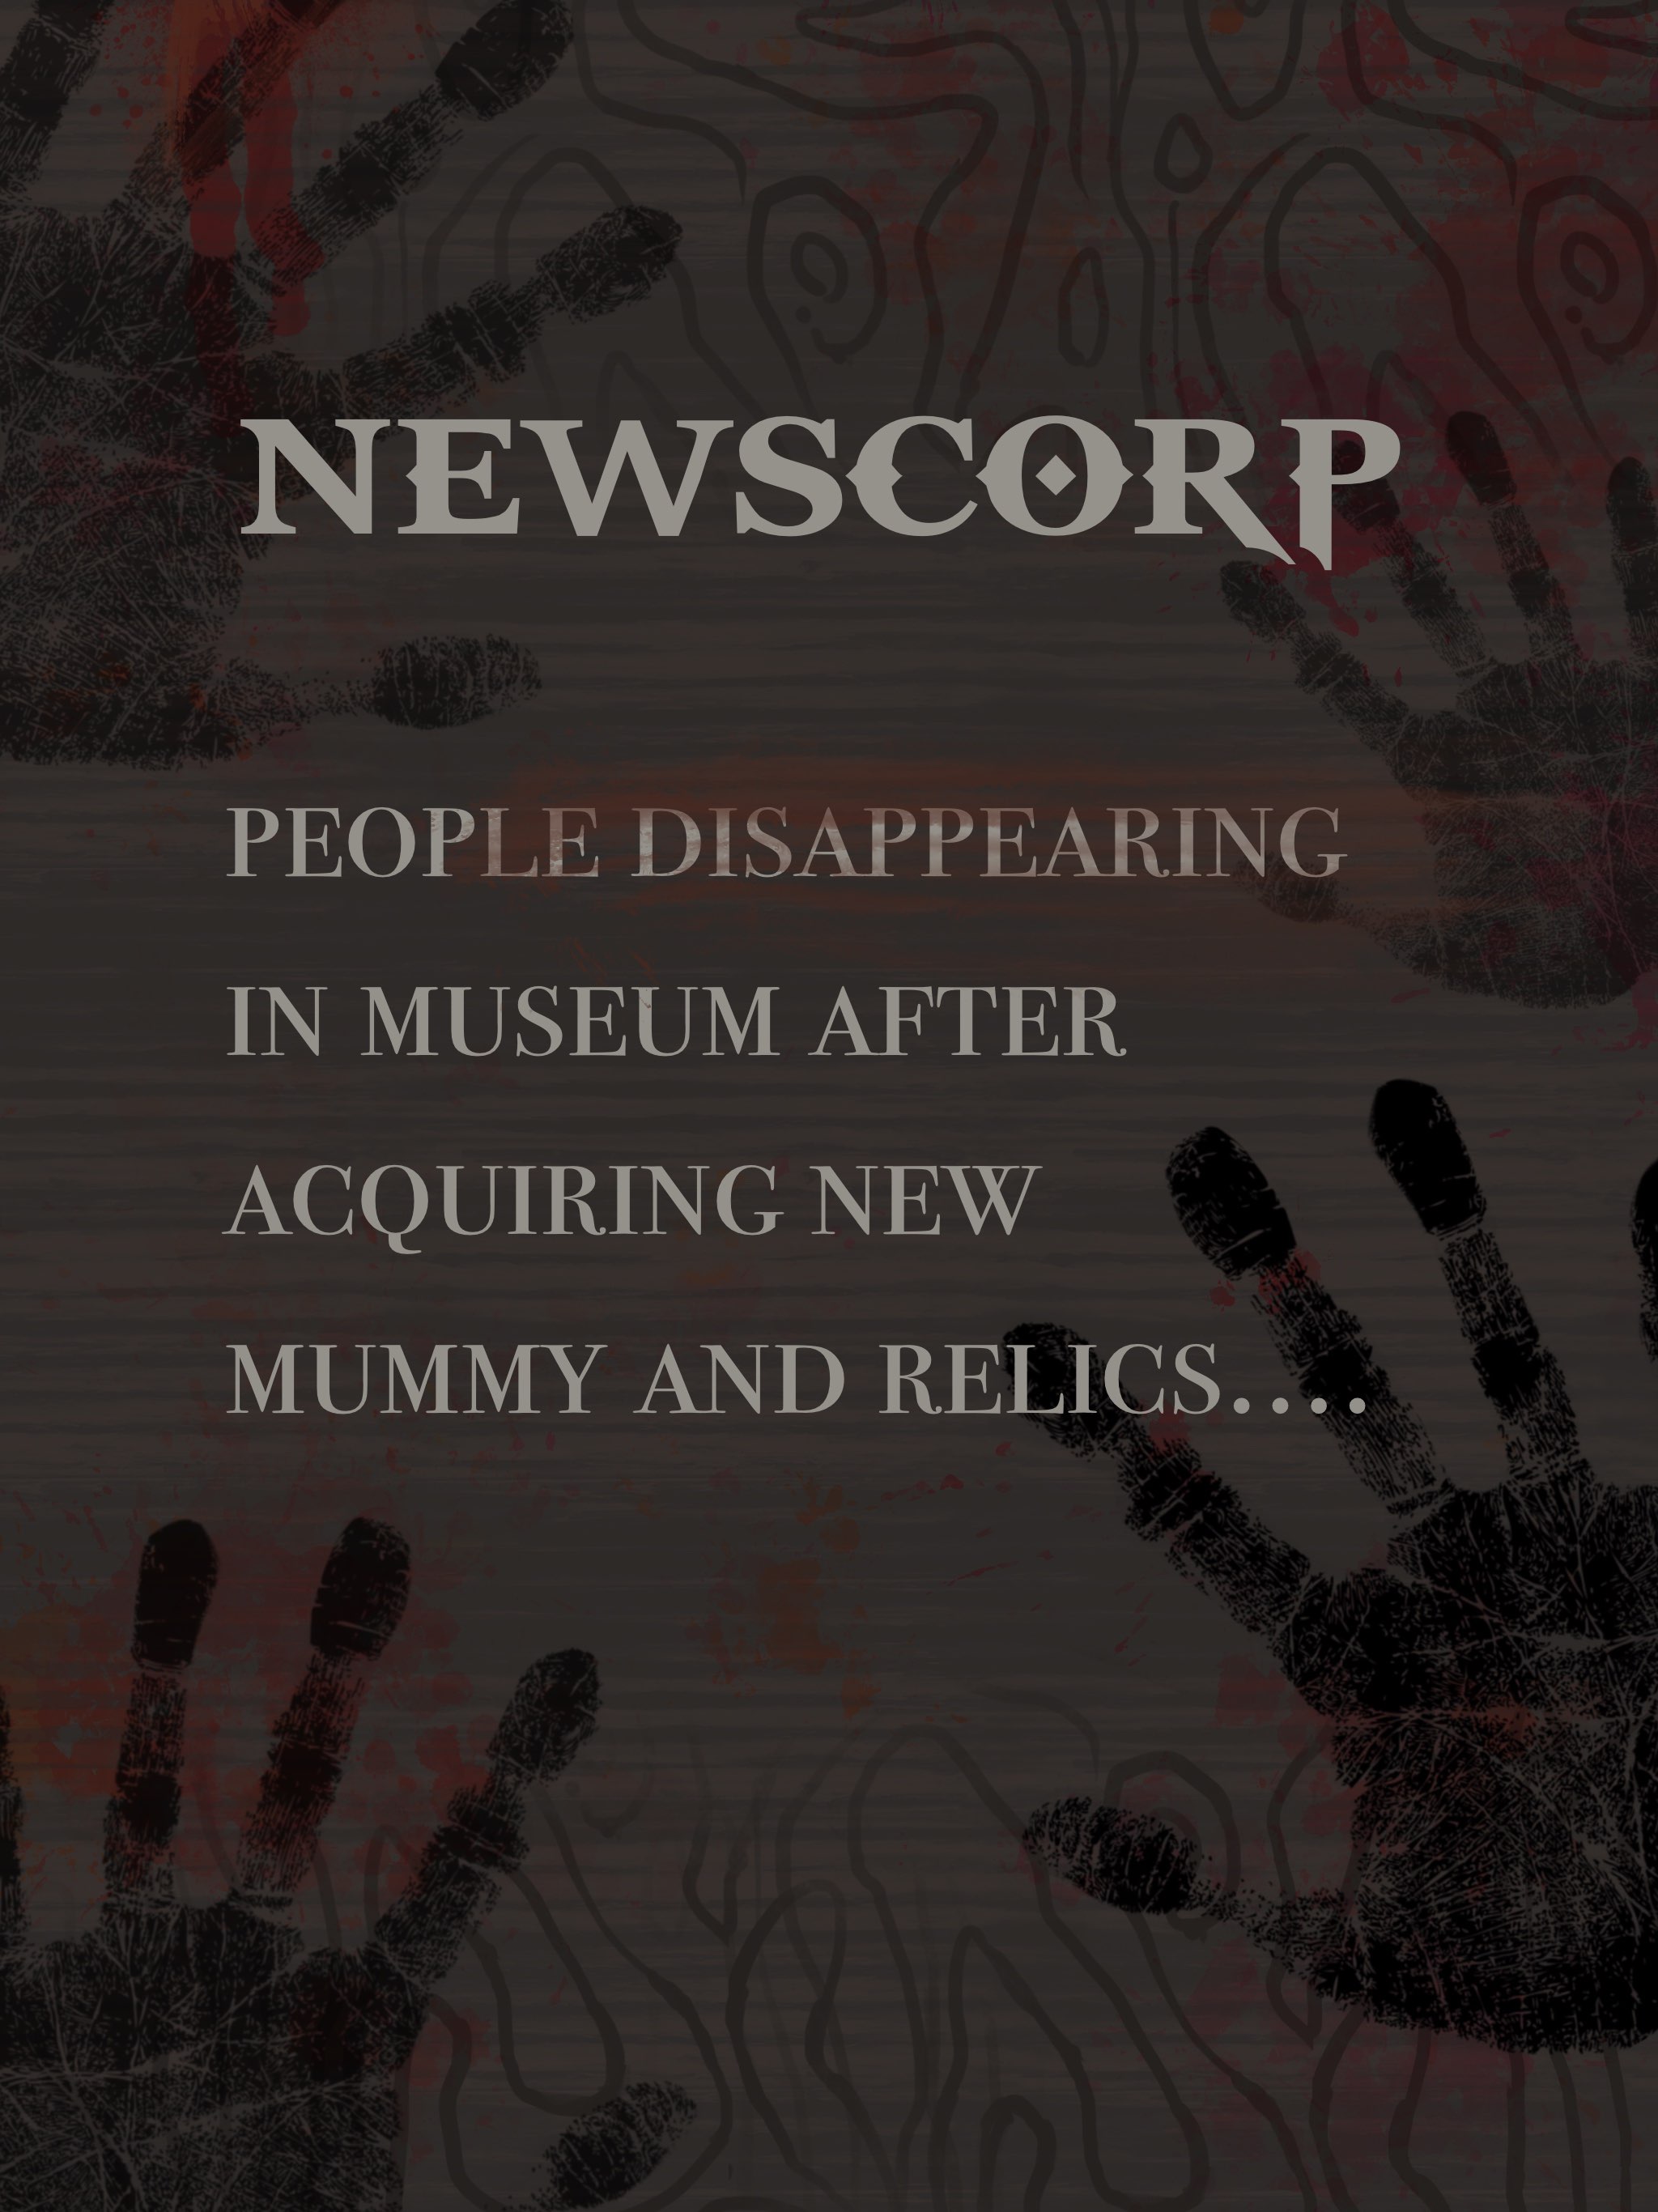 NEWSCORP
PEOPLE DISAPPEARING
IN MUSEUM AFTER
ACQUIRING NEW
MUMMY AND RELICS....